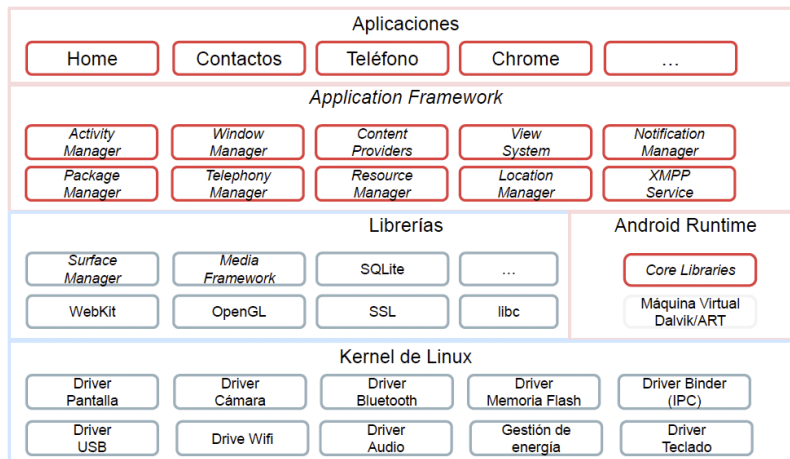 Aplicaciones
Home
Contactos
Teléfono
Chrome
…
Application Framework
Activity
Manager
Window
Manager
Content
Providers
View
System
Notification
Manager
Package
Manager
Telephony
Manager
Resource
Manager
Location
Manager
XMPP
Service
Librerías
Surface
Manager
Media
Framework
SQLite
…
WebKit
OpenGL
SSL
libc
Android Runtime
Core Libraries
Máquina Virtual
Dalvik/ART
Kernel de Linux
Driver
Pantalla
Driver
Cámara
Driver
Bluetooth
Driver
Memoria Flash
Driver Binder
(IPC)
Driver
USB
Drive Wifi
Driver
Audio
Gestión de
energía
Driver
Teclado